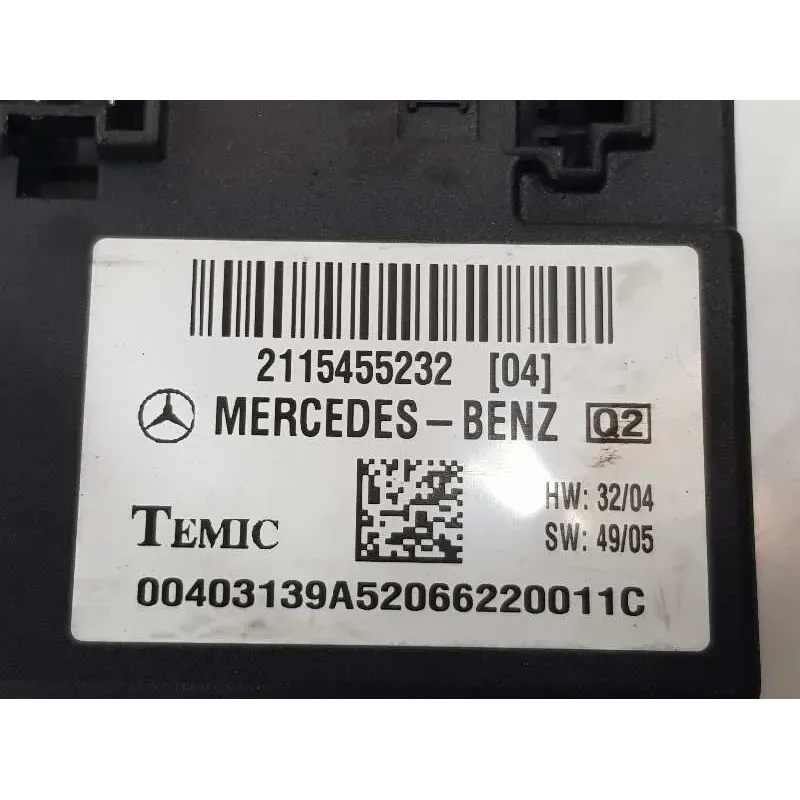 2115455232 [04]
MERCEDES-BENZ Q2
HW: 32/04
TEMIC
SW: 49/05
00403139A52066220011C